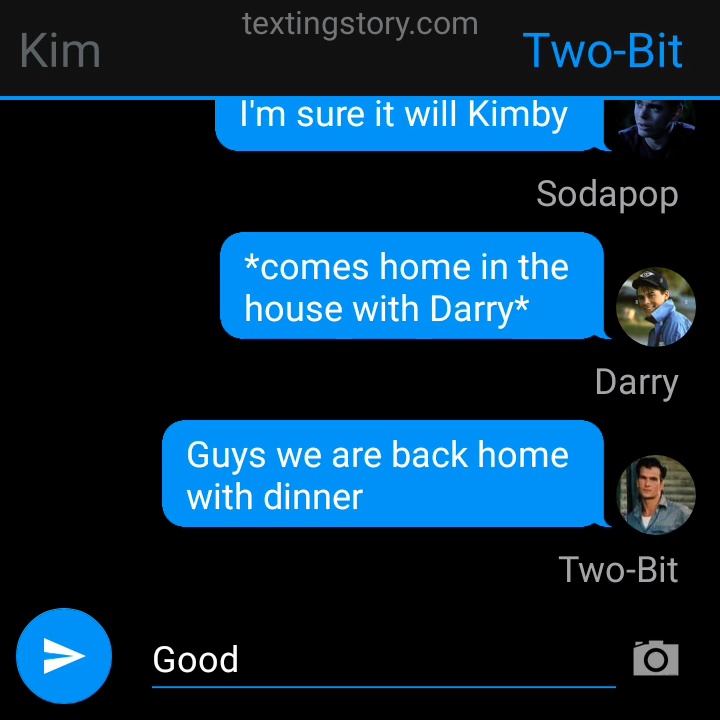 textingstory.com
Kim
Two-Bit
I'm sure it will Kimby
Sodapop
*comes home in the
house with Darry*
Darry
Guys we are back home
with dinner
Two-Bit
Good